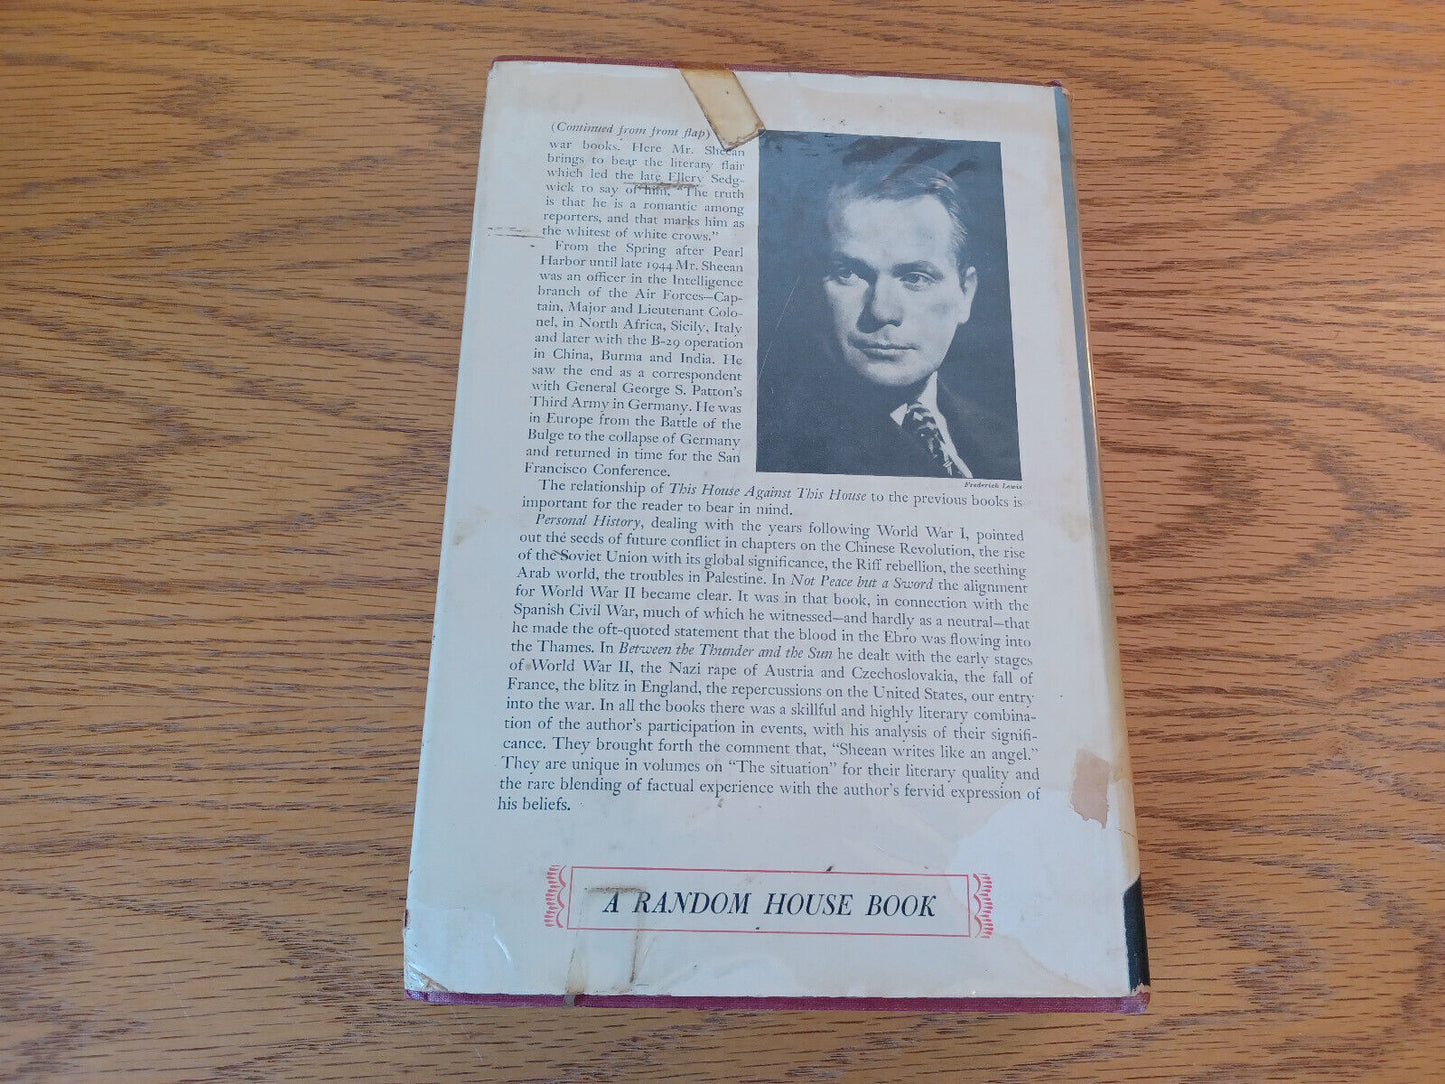 (Continued from front flap)
war books. Here Mr. Sheean
brings to bear the literary flair
which led the late Ellery Sedg-
wick to say of him, "The truth
is that he is a romantic among
reporters, and that marks him as
the whitest of white crows."
From the Spring after Pearl
Harbor until late 1944 Mr. Sheean
was an officer in the Intelligence
branch of the Air Forces—Cap-
tain, Major and Lieutenant Colo-
nel, in North Africa, Sicily, Italy
and later with the B-29 operation
in China, Burma and India. He
saw the end as a correspondent
with General George S. Patton's
Third Army in Germany. He was
in Europe from the Battle of the
Bulge to the collapse of Germany
and returned in time for the San
Francisco Conference.
Frederick Lewis
The relationship of This House Against This House to the previous books is
important for the reader to bear in mind.
Personal History, dealing with the years following World War I, pointed
out the seeds of future conflict in chapters on the Chinese Revolution, the rise
of the Soviet Union with its global significance, the Riff rebellion, the seething
Arab world, the troubles in Palestine. In Not Peace but a Sword the alignment
for World War II became clear. It was in that book, in connection with the
Spanish Civil War, much of which he witnessed—and hardly as a neutral—that
he made the oft-quoted statement that the blood in the Ebro was flowing into
the Thames. In Between the Thunder and the Sun he dealt with the early stages
of World War II, the Nazi rape of Austria and Czechoslovakia, the fall of
France, the blitz in England, the repercussions on the United States, our entry
into the war. In all the books there was a skillful and highly literary combina-
tion of the author's participation in events, with his analysis of their signifi-
cance. They brought forth the comment that, "Sheean writes like an angel."
They are unique in volumes on "The situation" for their literary quality and
the rare blending of factual experience with the author's fervid expression of
his beliefs.
A RANDOM HOUSE BOOK